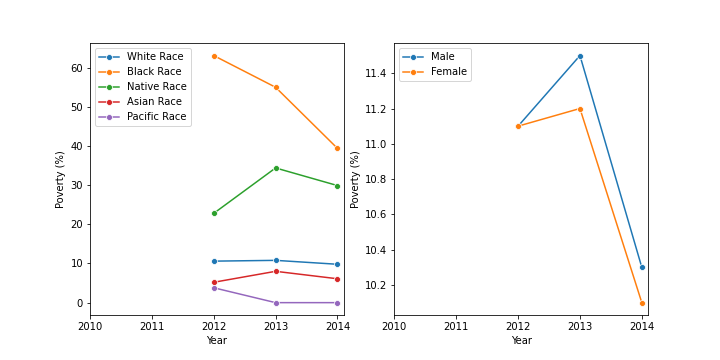 White Race
Black Race
Native Race
Asian Race
Pacific Race
60
50
40
30
20
10
0
Poverty (%)
2010 2011 2012 2013 2014
Year
Male
Female
11.4
11.2
11.0
10.8
10.6
10.4
10.2
Poverty (%)
2010 2011 2012 2013 2014
Year